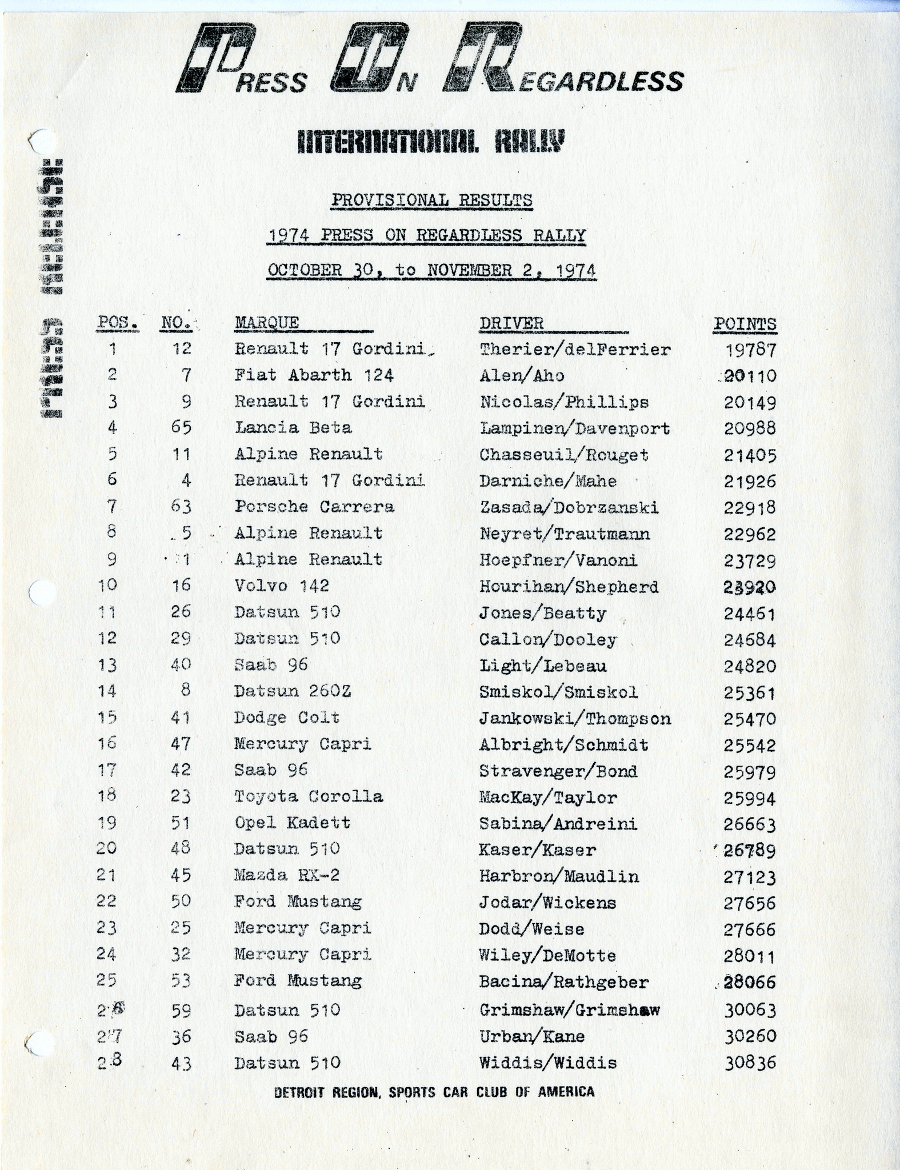 PRESS ON REGARDLESS
INTERNATIONAL RALLY
PROVISIONAL RESULTS
1974 PRESS ON REGARDLESS RALLY
OCTOBER 30, to NOVEMBER 2, 1974
POS. NO. MARQUE DRIVER POINTS
1 12 Renault 17 Gordini Therier/delFerrier 19787
2 7 Fiat Abarth 124 Alen/Aho 20110
3 9 Renault 17 Gordini Nicolas/Phillips 20149
4 65 Lancia Beta Lampinen/Davenport 20988
5 11 Alpine Renault Chasseuil/Rouget 21405
6 4 Renault 17 Gordini Darniche/Mahe 21926
7 63 Porsche Carrera Zasada/Dobrzanski 22918
8 5 Alpine Renault Neyret/Trautmann 22962
9 1 Alpine Renault Hoepfner/Vanoni 23729
10 16 Volvo 142 Hourihan/Shepherd 23920
11 26 Datsun 510 Jones/Beatty 24461
12 29 Datsun 510 Callon/Dooley 24684
13 40 Saab 96 Light/Lebeau 24820
14 8 Datsun 260Z Smiskol/Smiskol 25361
15 41 Dodge Colt Jankowski/Thompson 25470
16 47 Mercury Capri Albright/Schmidt 25542
17 42 Saab 96 Stravenger/Bond 25979
18 23 Toyota Corolla MacKay/Taylor 25994
19 51 Opel Kadett Sabina/Andreini 26663
20 48 Datsun 510 Kaser/Kaser 26789
21 45 Mazda RX-2 Harbron/Maudlin 27123
22 50 Ford Mustang Jodar/Wickens 27656
23 25 Mercury Capri Dodd/Weise 27666
24 32 Mercury Capri Wiley/DeMotte 28011
25 53 Ford Mustang Bacina/Rathgeber 28066
26 59 Datsun 510 Grimshaw/Grimshaw 30063
27 36 Saab 96 Urban/Kane 30260
28 43 Datsun 510 Widdis/Widdis 30836
DETROIT REGION, SPORTS CAR CLUB OF AMERICA